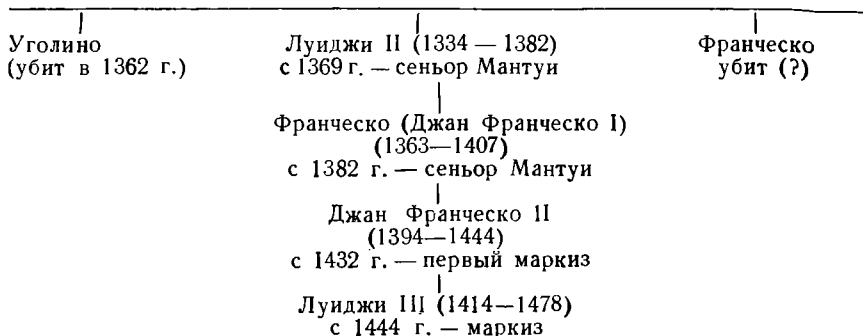 Уголино
(убит в 1362 г.)
Луиджи II (1334 — 1382)
с 1369 г. — сеньор Мантуи
Франческо
убит (?)
Франческо (Джан Франческо I)
(1363—1407)
с 1382 г. — сеньор Мантуи
Джан Франческо II
(1394—1444)
с 1432 г. — первый маркиз
Луиджи III (1414—1478)
с 1444 г. — маркиз